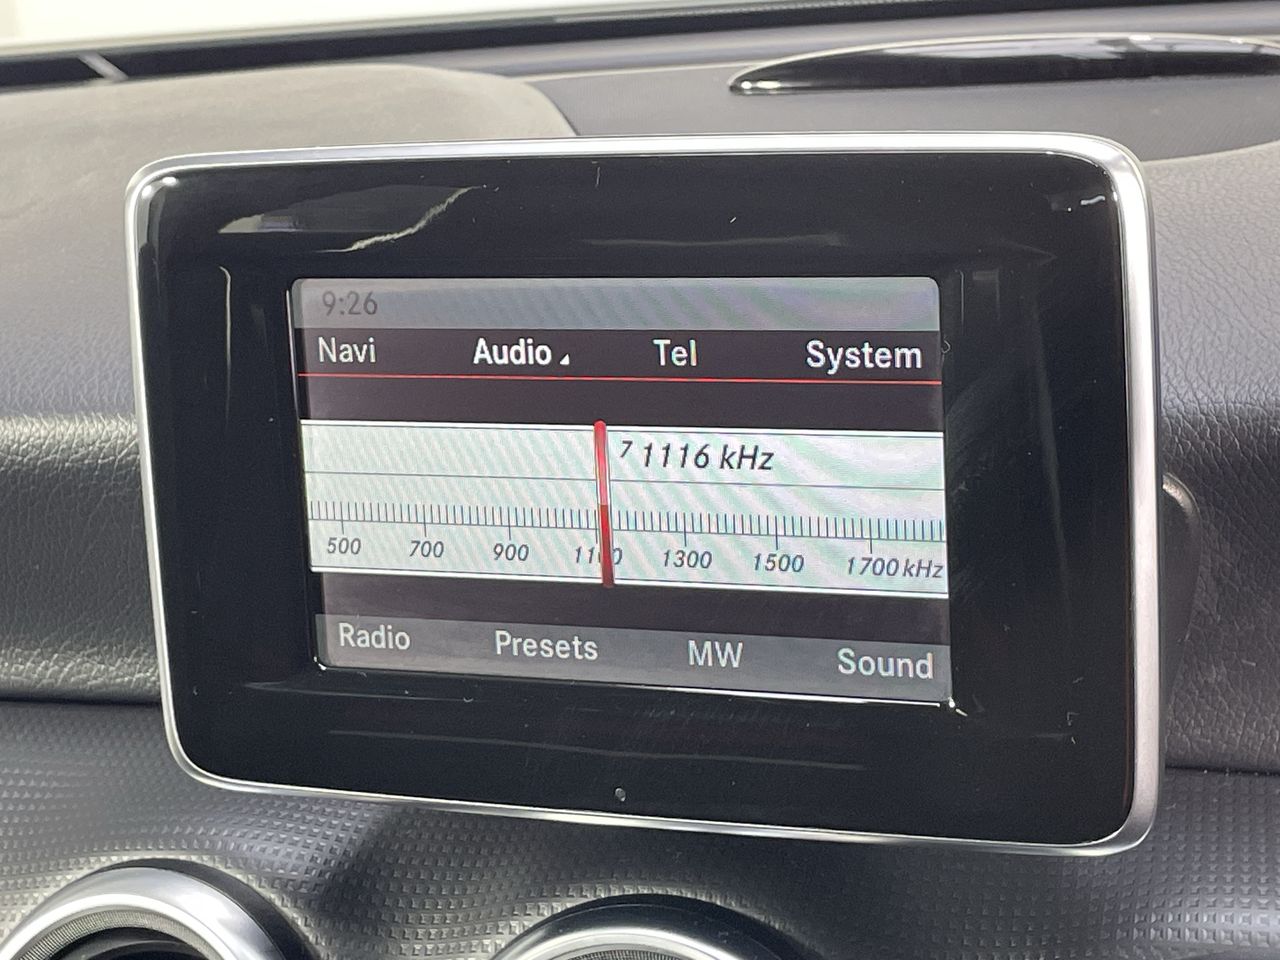 9:26
Navi Audio Tel System
7 1116 kHz
500 700 900 1100 1300 1500 1700 kHz
Radio Presets MW Sound